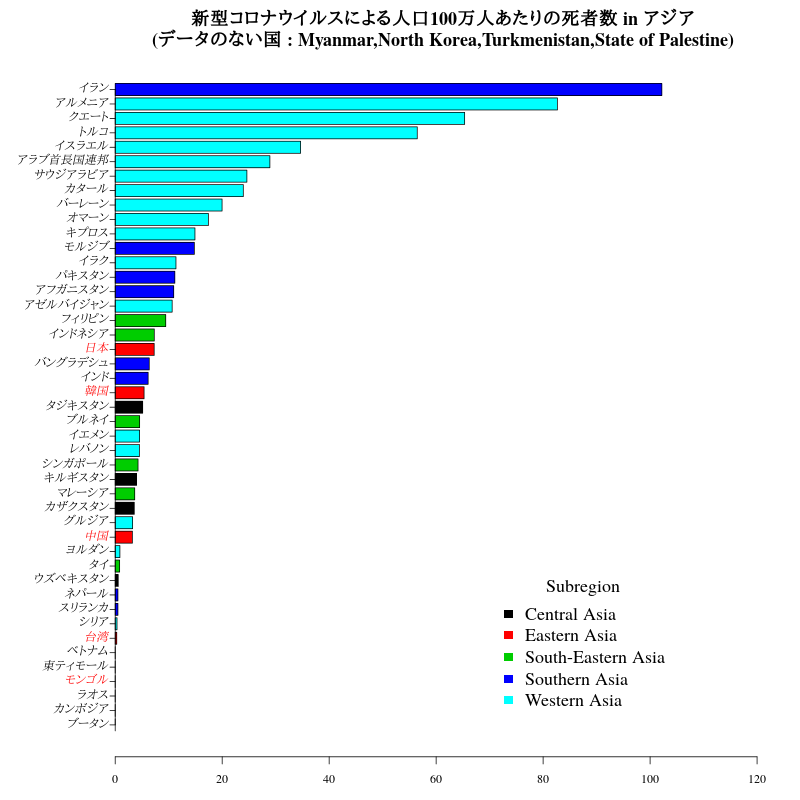 新型コロナウイルスによる人口100万人あたりの死者数 in アジア
(データのない国 : Myanmar,North Korea,Turkmenistan,State of Palestine)
イラン
アルメニア
クエート
トルコ
イスラエル
アラブ首長国連邦
サウジアラビア
カタール
バーレーン
オマーン
キプロス
モルジブ
イラク
パキスタン
アフガニスタン
アゼルバイジャン
フィリピン
インドネシア
日本
バングラデシュ
インド
韓国
タジキスタン
ブルネイ
イエメン
レバノン
シンガポール
キルギスタン
マレーシア
カザクスタン
グルジア
中国
ヨルダン
タイ
ウズベキスタン
ネパール
スリランカ
シリア
台湾
ベトナム
東ティモール
モンゴル
ラオス
カンボジア
ブータン
Subregion
Central Asia
Eastern Asia
South-Eastern Asia
Southern Asia
Western Asia
0 20 40 60 80 100 120